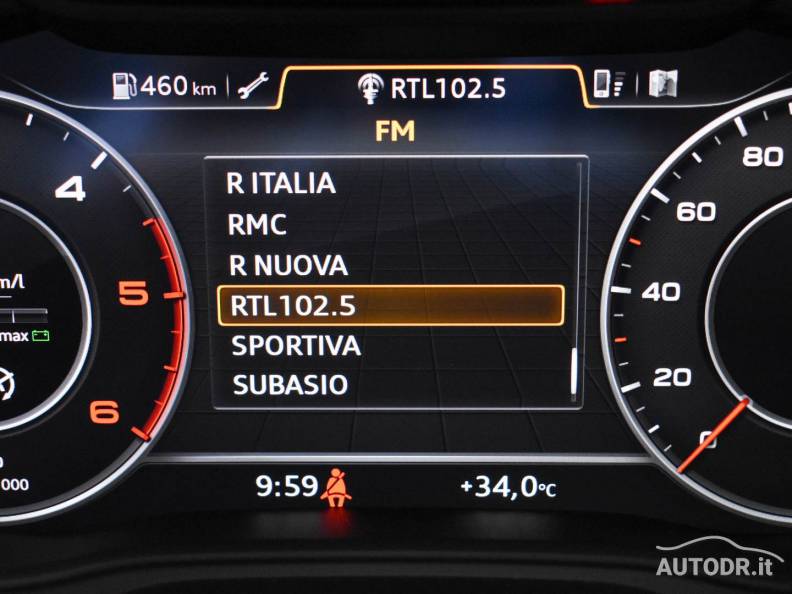 460 km
RTL102.5
FM
R ITALIA
RMC
R NUOVA
RTL102.5
SPORTIVA
SUBASIO
4
5
6
m/l
max
000
80
60
40
20
0
9:59
+34,0°C
AUTODR.it